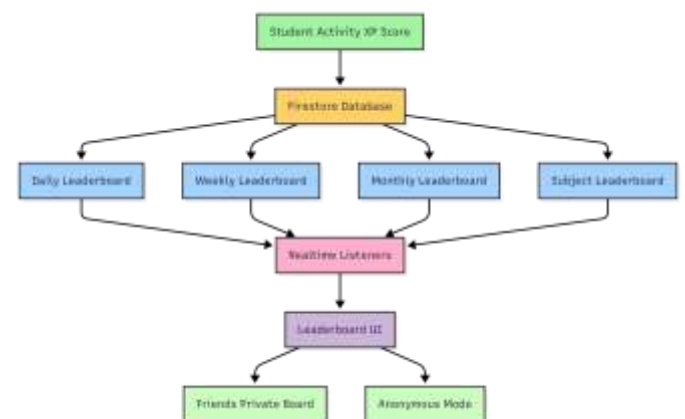 Student Activity XP Score
Firestore Database
Daily Leaderboard
Weekly Leaderboard
Monthly Leaderboard
Subject Leaderboard
Realtime Listeners
Leaderboard UI
Friends Private Board
Anonymous Mode